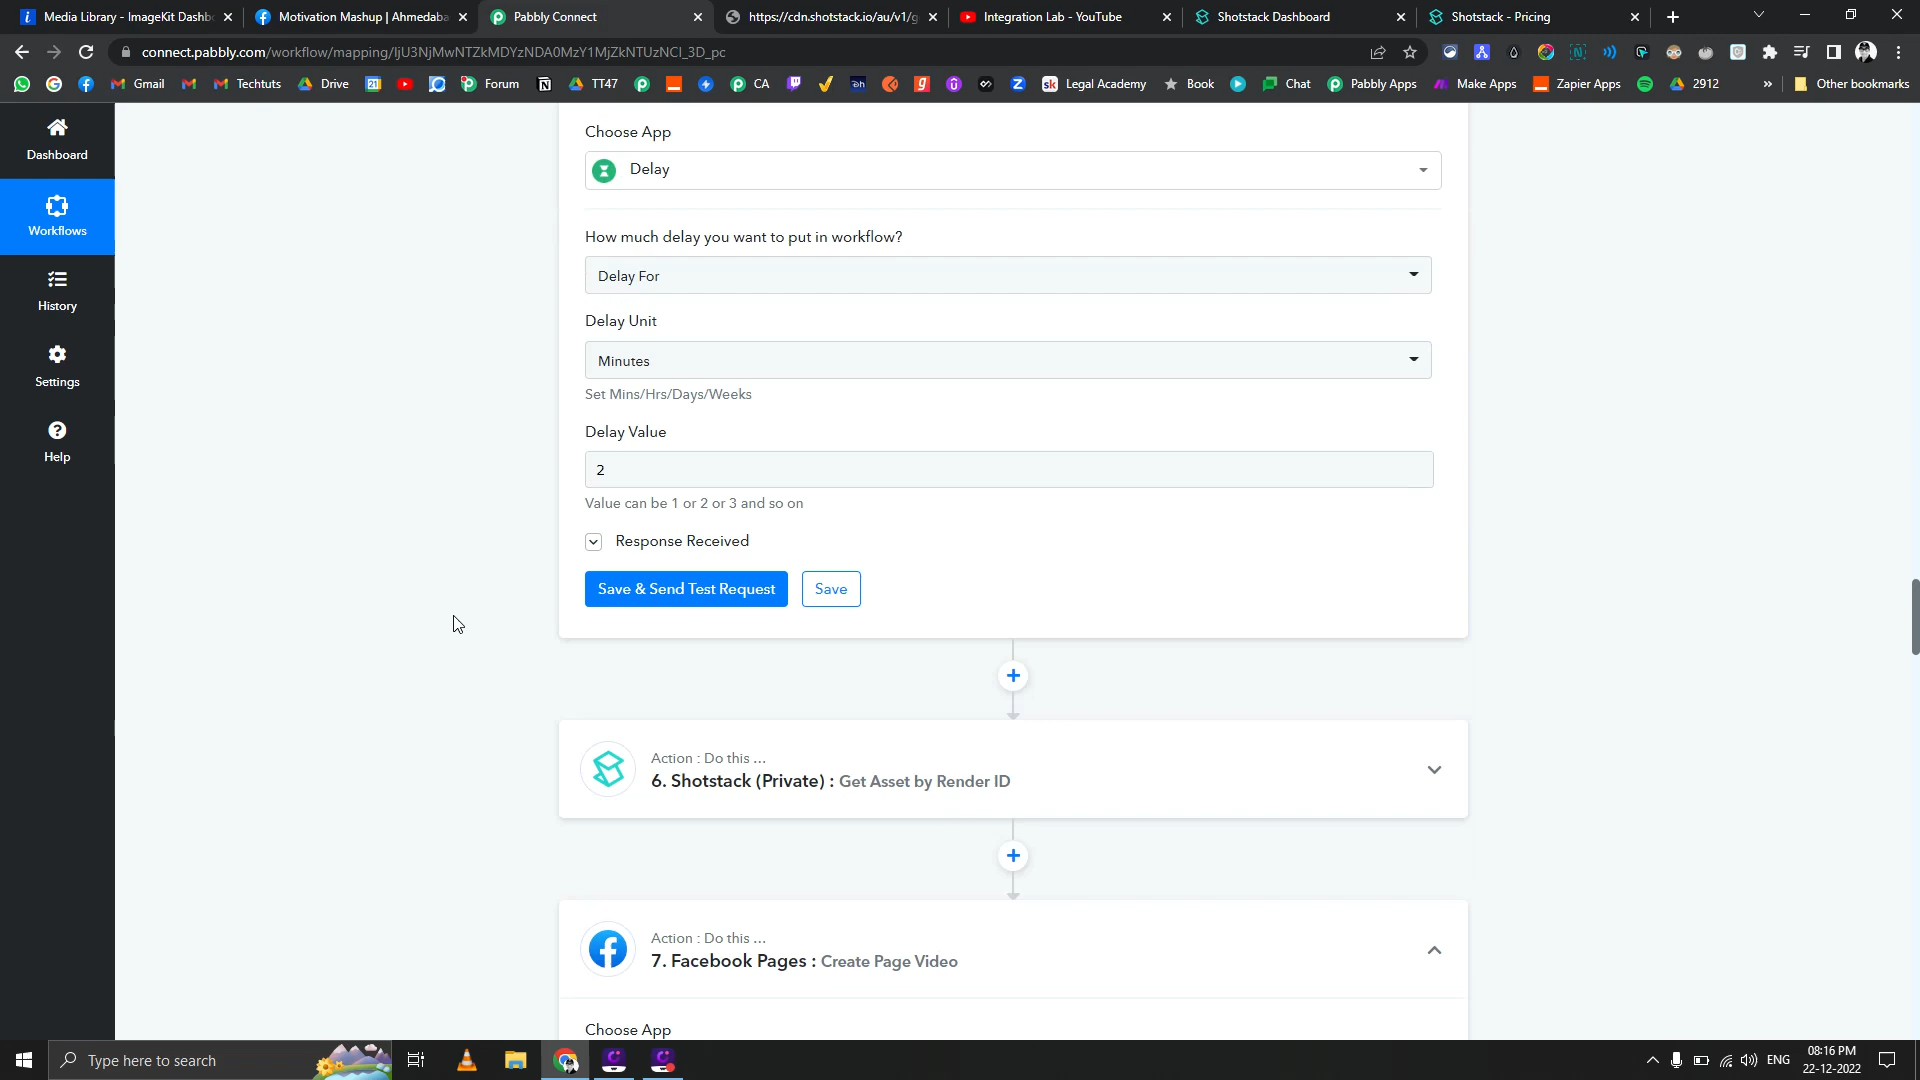 Media Library - ImageKit Dashb
Motivation Mashup | Ahmedaba
Pabbly Connect
https://cdn.shotstack.io/au/v1/g
Integration Lab - YouTube
Shotstack Dashboard
Shotstack - Pricing
connect.pabbly.com/workflow/mapping/IjU3NjMwNTZkMDYzNDA0MzY1MjZkNTUzNCI_3D_pc
Gmail
Techtuts
Drive
Forum
TT47
CA
Legal Academy
Book
Chat
Pabbly Apps
Make Apps
Zapier Apps
2912
Other bookmarks
Dashboard
Workflows
History
Settings
Help
Choose App
Delay
How much delay you want to put in workflow?
Delay For
Delay Unit
Minutes
Set Mins/Hrs/Days/Weeks
Delay Value
2
Value can be 1 or 2 or 3 and so on
Response Received
Save & Send Test Request
Save
Action : Do this ...
6. Shotstack (Private) : Get Asset by Render ID
Action : Do this ...
7. Facebook Pages : Create Page Video
Choose App
Type here to search
ENG
08:16 PM
22-12-2022